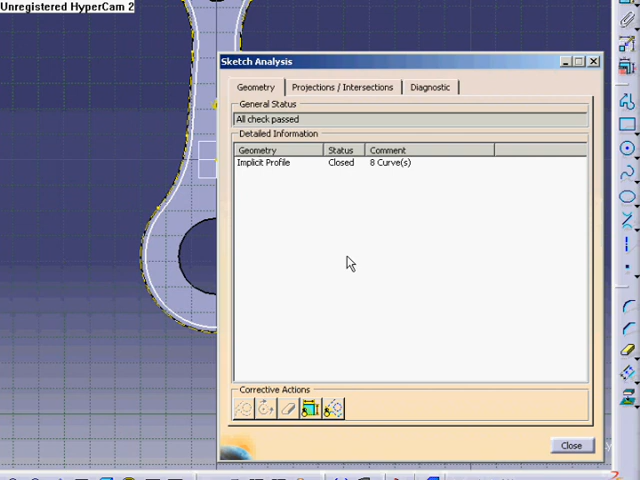 Unregistered HyperCam 2
Sketch Analysis
Geometry Projections / Intersections Diagnostic
General Status
All check passed
Detailed Information
Geometry Status Comment
Implicit Profile Closed 8 Curve(s)
Corrective Actions
Close